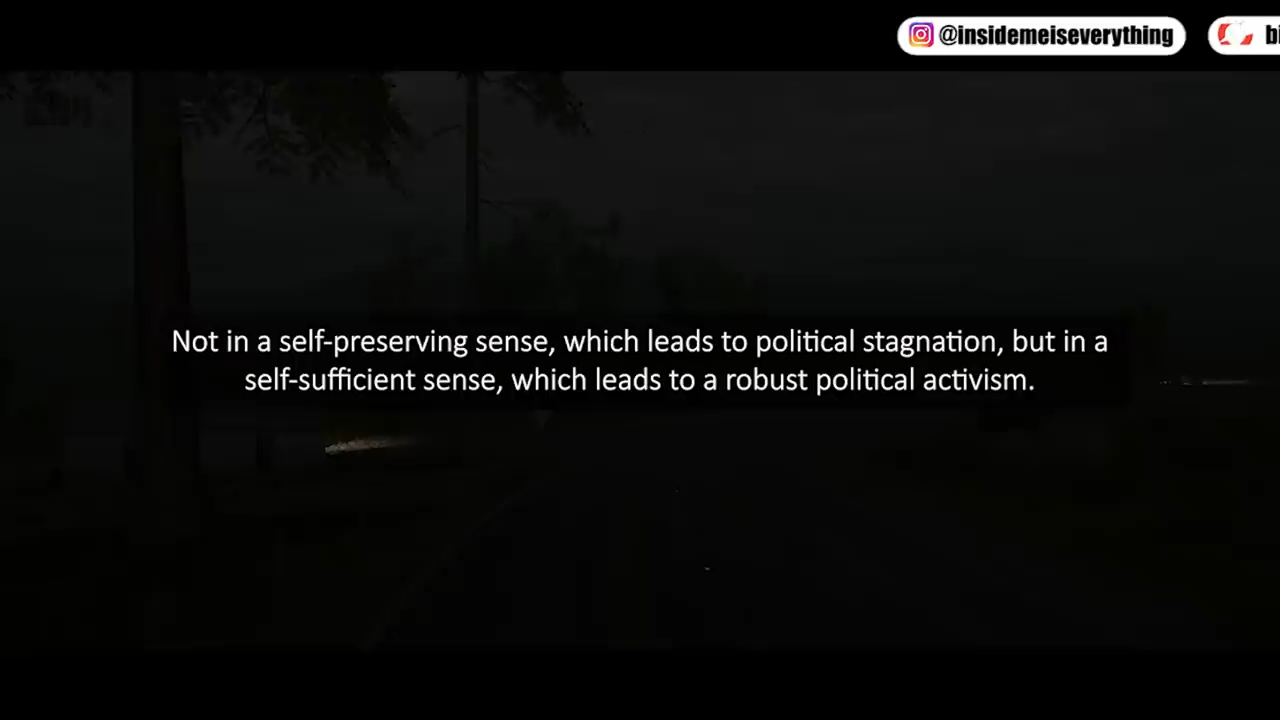 @insidemeiseverything
Not in a self-preserving sense, which leads to political stagnation, but in a
self-sufficient sense, which leads to a robust political activism.